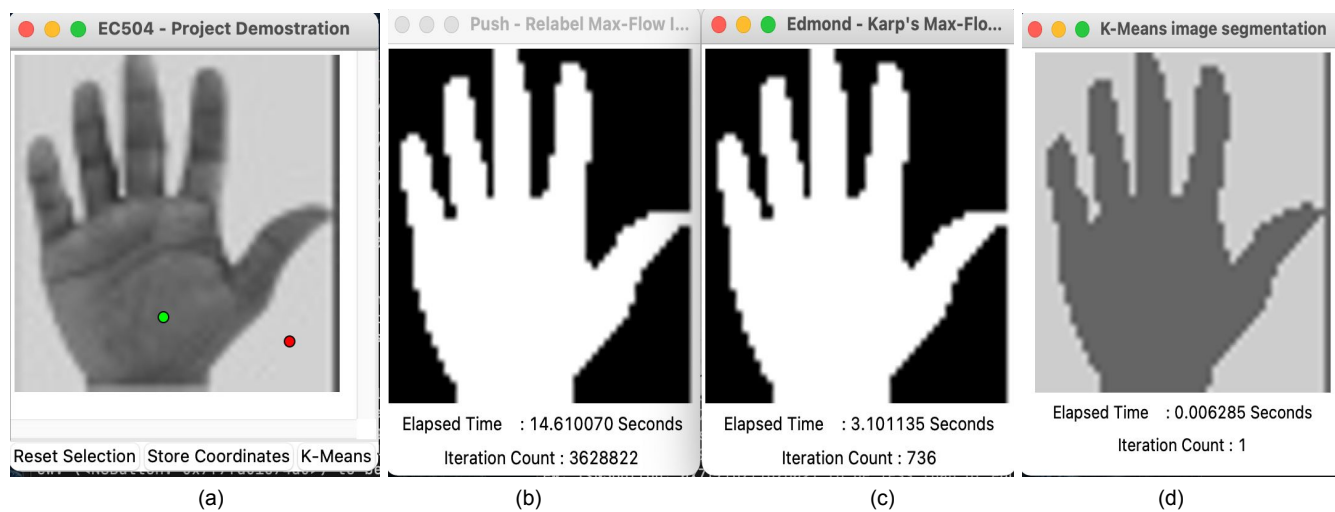 EC504 - Project Demostration
Push - Relabel Max-Flow I...
Edmond - Karp's Max-Flo...
K-Means image segmentation
Elapsed Time : 14.610070 Seconds
Iteration Count : 3628822
Elapsed Time : 3.101135 Seconds
Iteration Count : 736
Elapsed Time : 0.006285 Seconds
Iteration Count : 1
Reset Selection
Store Coordinates
K-Means
(a)
(b)
(c)
(d)